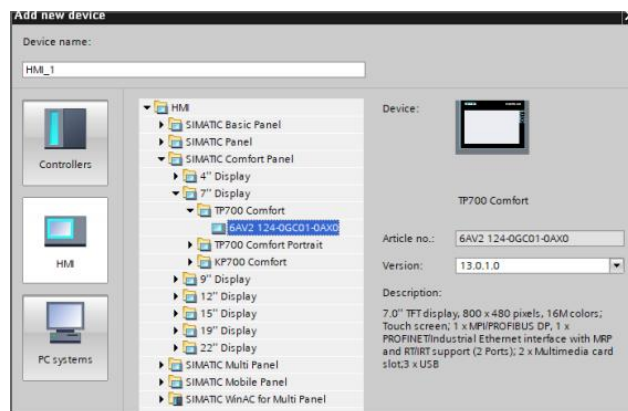 Add new device
Device name:
HMI_1
Controllers
HMI
PC systems
HMI
SIMATIC Basic Panel
SIMATIC Panel
SIMATIC Comfort Panel
4" Display
7" Display
TP700 Comfort
6AV2 124-0GC01-0AX0
TP700 Comfort Portrait
KP700 Comfort
9" Display
12" Display
15" Display
19" Display
22" Display
SIMATIC Multi Panel
SIMATIC Mobile Panel
SIMATIC WinAC for Multi Panel
Device:
TP700 Comfort
Article no.:
6AV2 124-0GC01-0AX0
Version:
13.0.1.0
Description:
7.0" TFT display, 800 x 480 pixels, 16M colors;
Touch screen; 1 x MPI/PROFIBUS DP, 1 x
PROFINET/Industrial Ethernet interface with MRP
and RT/IRT support (2 Ports); 2 x Multimedia card
slot;3 x USB